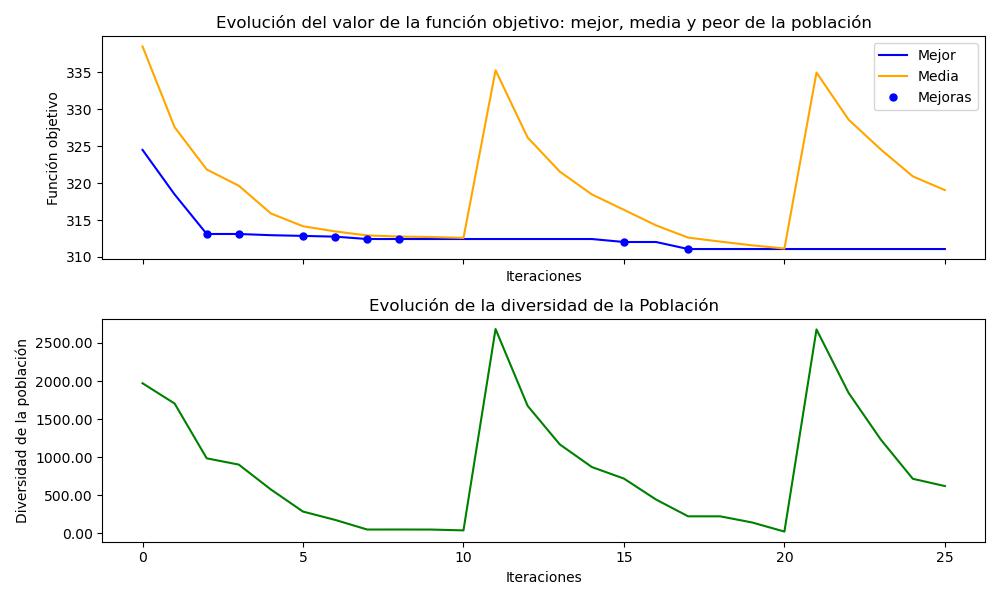 Evolución del valor de la función objetivo: mejor, media y peor de la población
Función objetivo
335
330
325
320
315
310
Mejor
Media
Mejoras
Iteraciones
Evolución de la diversidad de la Población
Diversidad de la población
2500.00
2000.00
1500.00
1000.00
500.00
0.00
0 5 10 15 20 25
Iteraciones